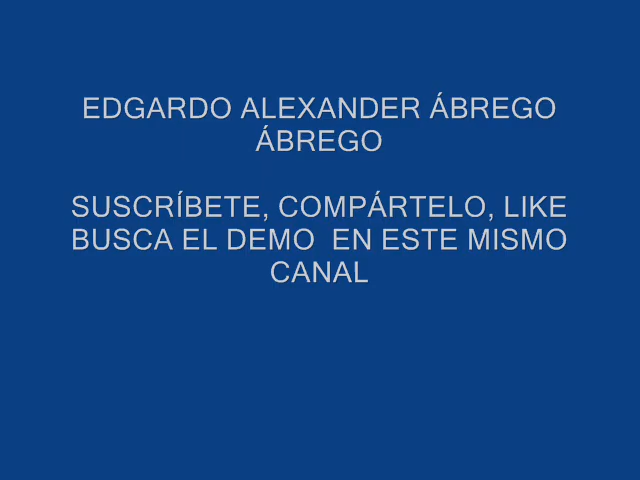 EDGARDO ALEXANDER ÁBREGO
ÁBREGO
SUSCRÍBETE, COMPÁRTELO, LIKE
BUSCA EL DEMO  EN ESTE MISMO
CANAL